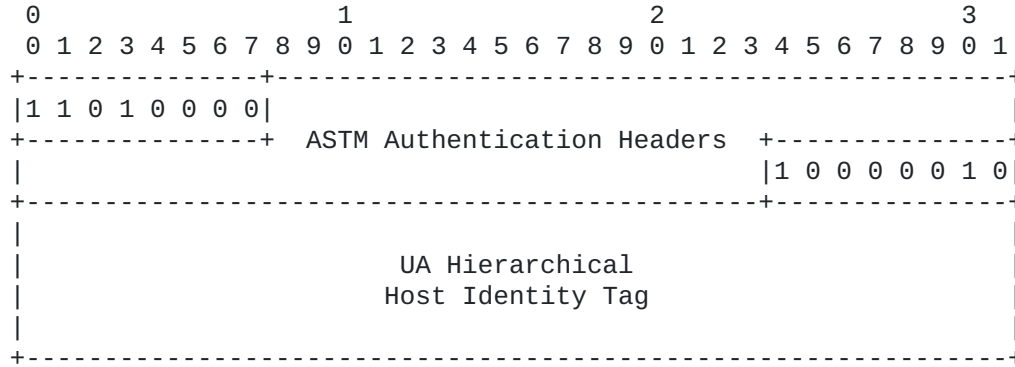 0                   1                   2                   3
 0 1 2 3 4 5 6 7 8 9 0 1 2 3 4 5 6 7 8 9 0 1 2 3 4 5 6 7 8 9 0 1
+---------------+-----------------------------------------------+
|1 1 0 1 0 0 0 0|                                               |
+---------------+  ASTM Authentication Headers  +---------------+
|                                               |1 0 0 0 0 0 1 0|
+-----------------------------------------------+---------------+
|                                                               |
|                        UA Hierarchical                        |
|                       Host Identity Tag                       |
|                                                               |
+---------------------------------------------------------------+